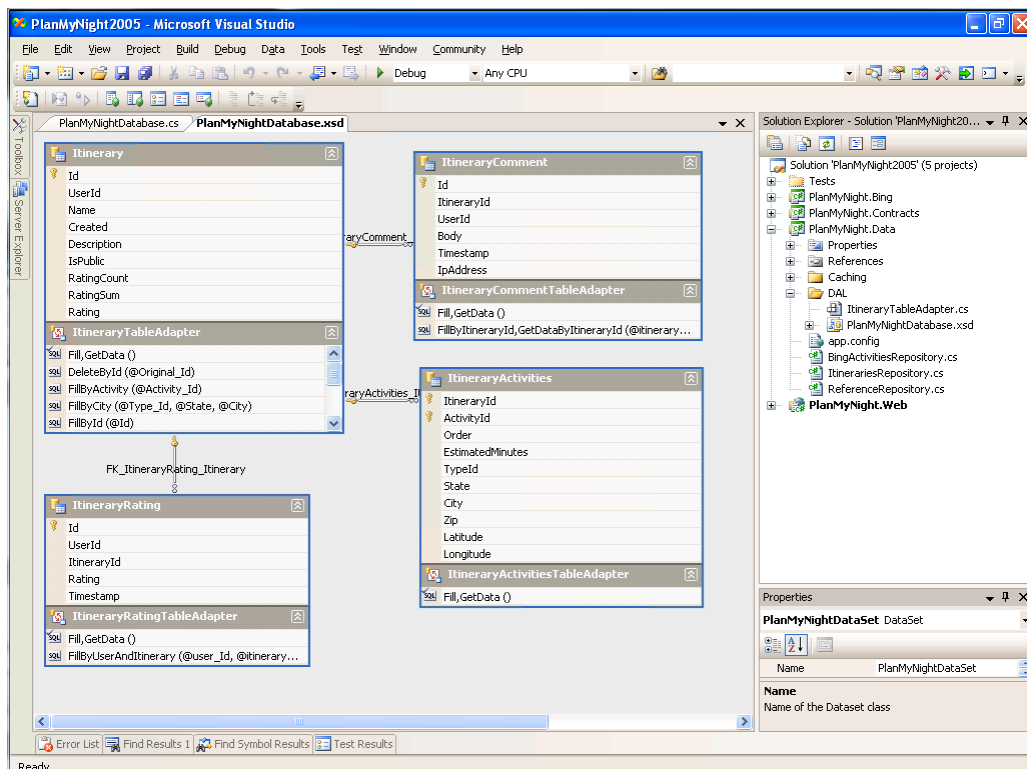 PlanMyNight2005 - Microsoft Visual Studio
File Edit View Project Build Debug Data Tools Test Window Community Help
Debug Any CPU
Toolbox
Server Explorer
PlanMyNightDatabase.cs PlanMyNightDatabase.xsd
Itinerary
Id
UserId
Name
Created
Description
IsPublic
RatingCount
RatingSum
Rating
ItineraryTableAdapter
Fill,GetData ()
DeleteById (@Original_Id)
FillByActivity (@Activity_Id)
FillByCity (@Type_Id, @State, @City)
FillById (@Id)
FK_ItineraryRating_Itinerary
ItineraryRating
Id
UserId
ItineraryId
Rating
Timestamp
ItineraryRatingTableAdapter
Fill,GetData ()
FillByUserAndItinerary (@user_Id, @itinerary...
raryComment
ItineraryComment
Id
ItineraryId
UserId
Body
Timestamp
IpAddress
ItineraryCommentTableAdapter
Fill,GetData ()
FillByItineraryId,GetDataByItineraryId (@itinerary...
raryActivities_It
ItineraryActivities
ItineraryId
ActivityId
Order
EstimatedMinutes
TypeId
State
City
Zip
Latitude
Longitude
ItineraryActivitiesTableAdapter
Fill,GetData ()
Solution Explorer - Solution 'PlanMyNight20...
Solution 'PlanMyNight2005' (5 projects)
Tests
PlanMyNight.Bing
PlanMyNight.Contracts
PlanMyNight.Data
Properties
References
Caching
DAL
ItineraryTableAdapter.cs
PlanMyNightDatabase.xsd
app.config
BingActivitiesRepository.cs
ItinerariesRepository.cs
ReferenceRepository.cs
PlanMyNight.Web
Properties
PlanMyNightDataSet DataSet
Name PlanMyNightDataSet
Name
Name of the Dataset class
Error List Find Results 1 Find Symbol Results Test Results
Ready